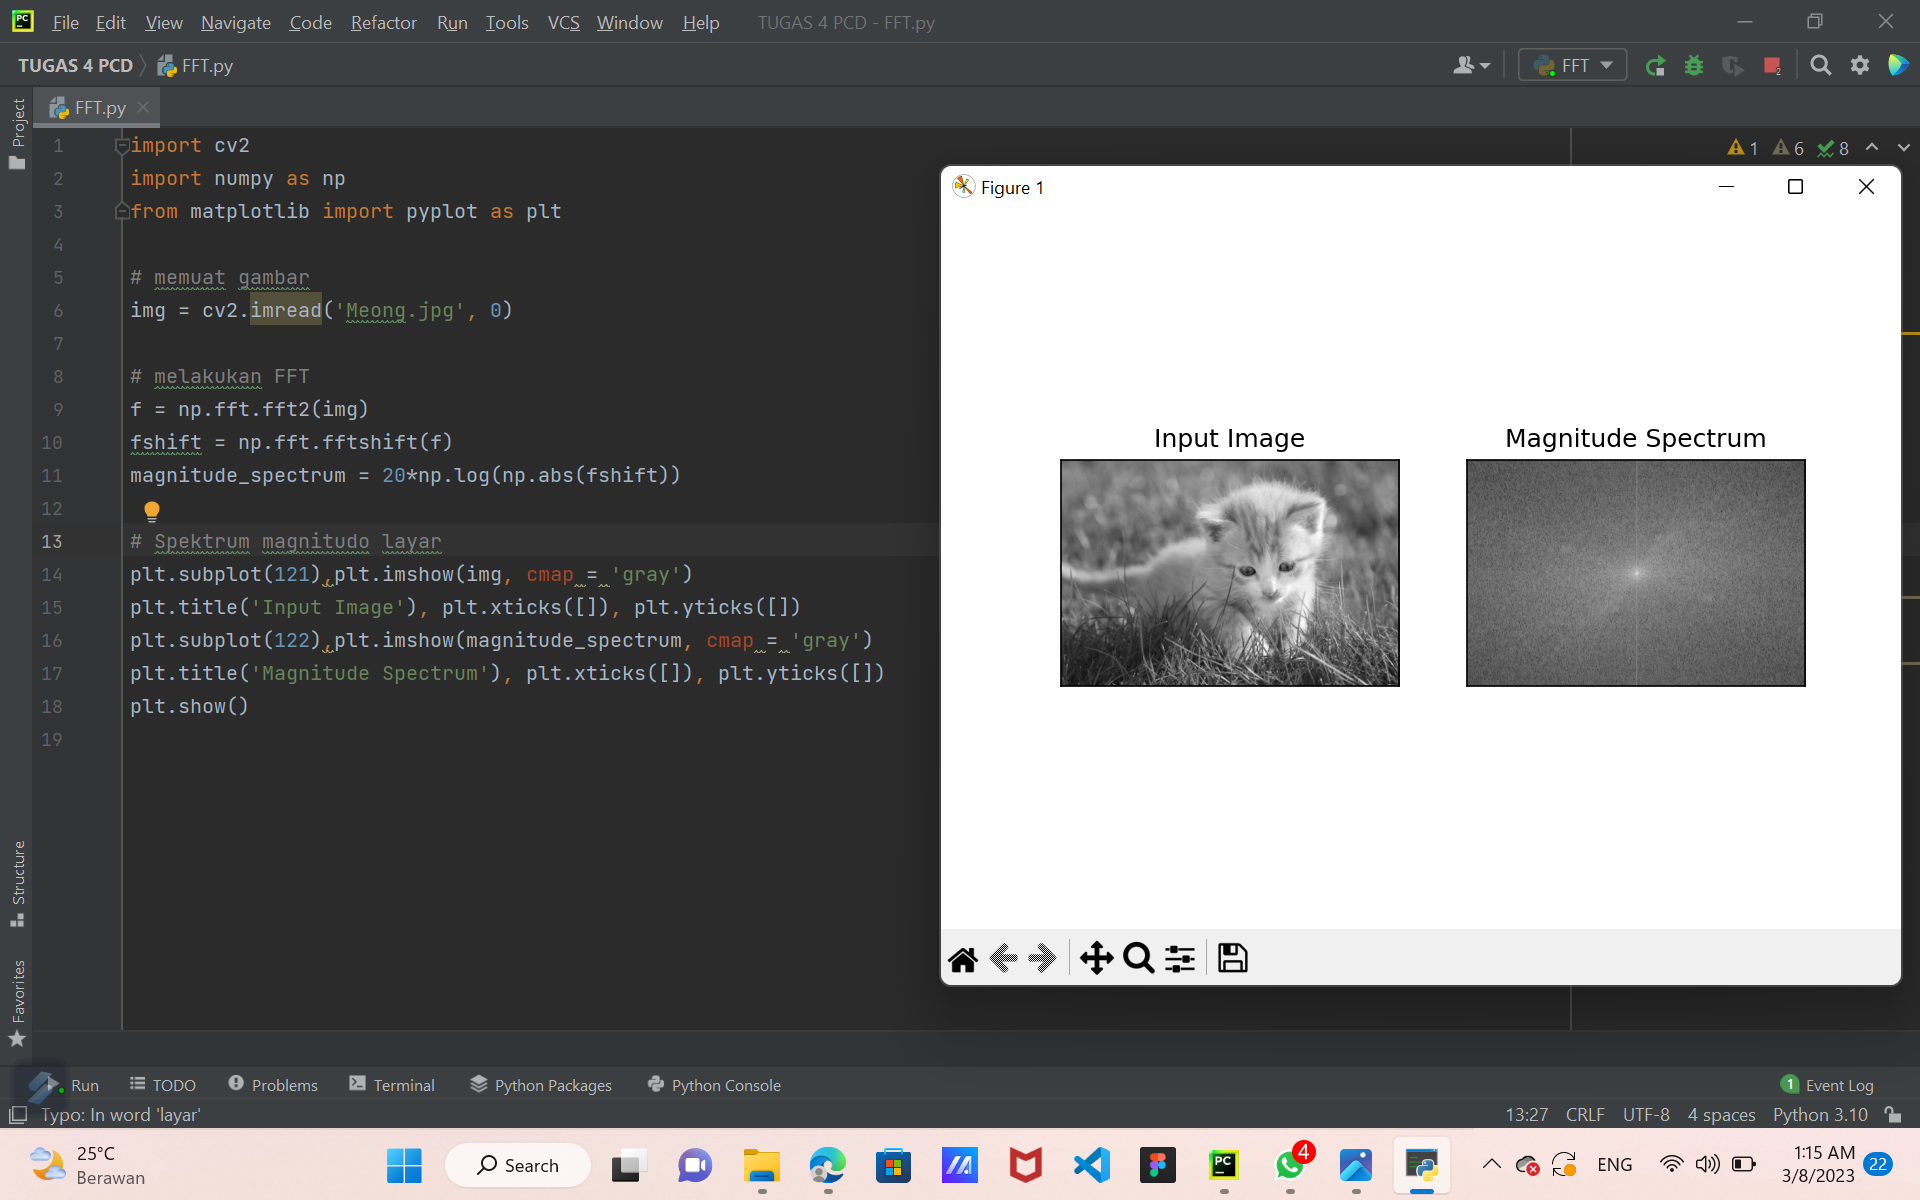 File Edit View Navigate Code Refactor Run Tools VCS Window Help TUGAS 4 PCD - FFT.py
TUGAS 4 PCD FFT.py FFT
Project
FFT.py
1 import cv2
2 import numpy as np
3 from matplotlib import pyplot as plt
4
5 # memuat gambar
6 img = cv2.imread('Meong.jpg', 0)
7
8 # melakukan FFT
9 f = np.fft.fft2(img)
10 fshift = np.fft.fftshift(f)
11 magnitude_spectrum = 20*np.log(np.abs(fshift))
12
13 # Spektrum magnitudo layar
14 plt.subplot(121),plt.imshow(img, cmap = 'gray')
15 plt.title('Input Image'), plt.xticks([]), plt.yticks([])
16 plt.subplot(122),plt.imshow(magnitude_spectrum, cmap = 'gray')
17 plt.title('Magnitude Spectrum'), plt.xticks([]), plt.yticks([])
18 plt.show()
19
1 6 8
Figure 1
Input Image
Magnitude Spectrum
Structure
Favorites
Run TODO Problems Terminal Python Packages Python Console 1 Event Log
Typo: In word 'layar' 13:27 CRLF UTF-8 4 spaces Python 3.10
25°C
Berawan
Search
PC
4
ENG
1:15 AM
3/8/2023
22